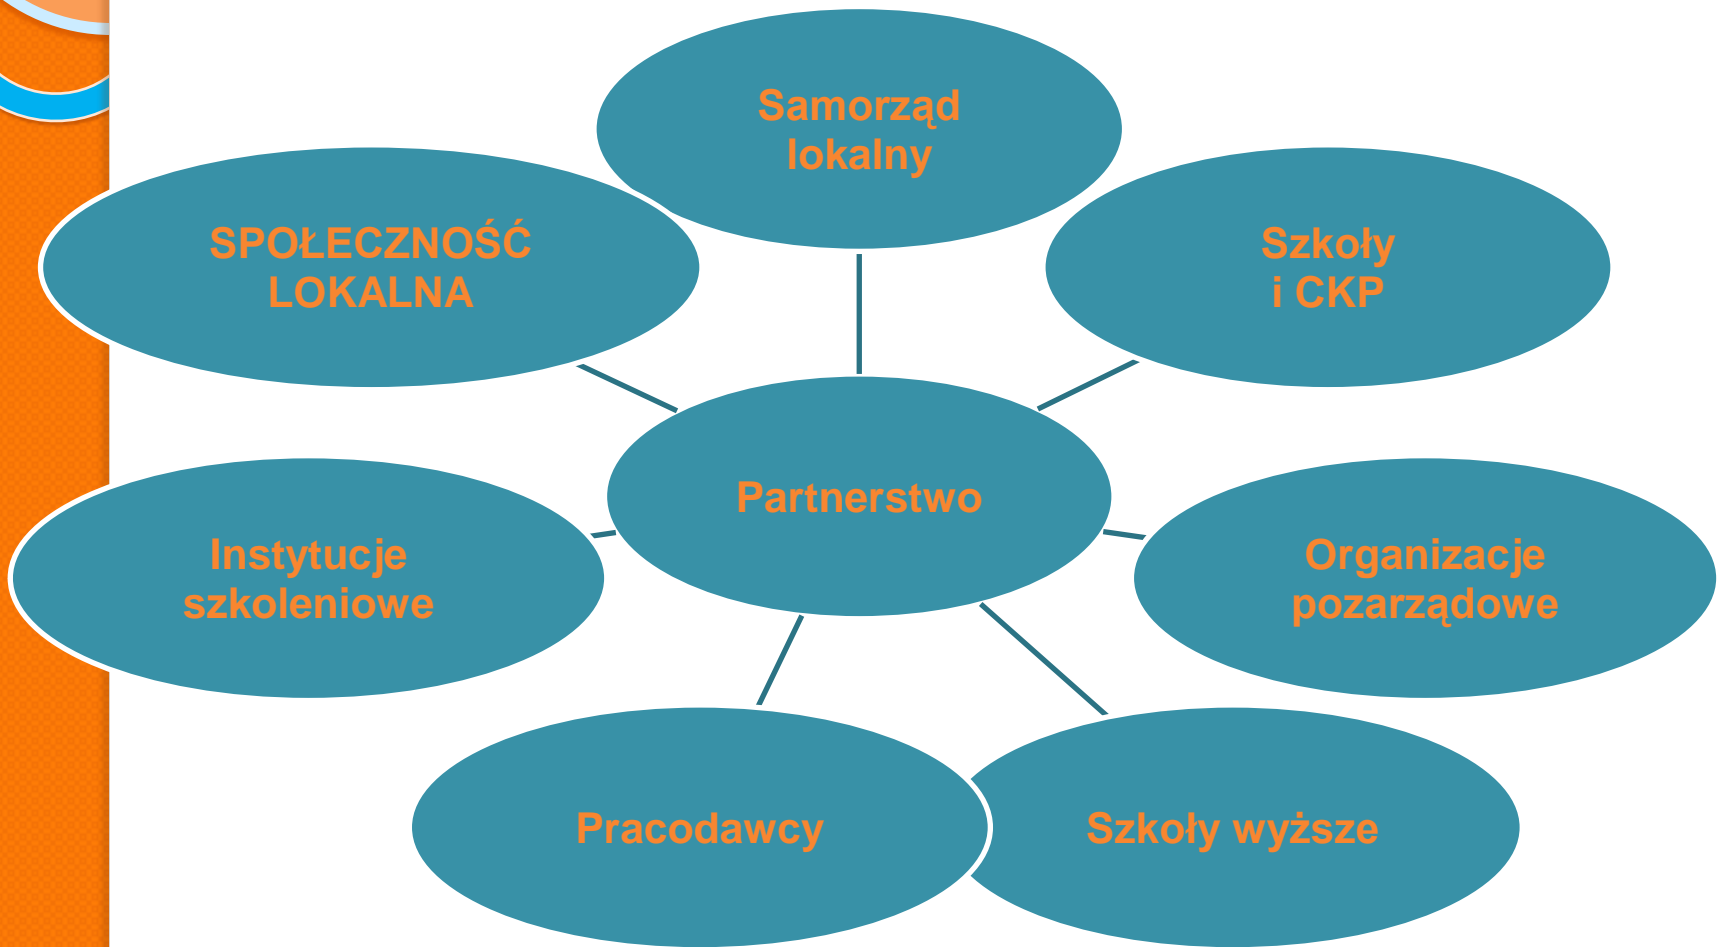 Samorząd
lokalny
SPOŁECZNOŚĆ
LOKALNA
Szkoły
i CKP
Partnerstwo
Instytucje
szkoleniowe
Organizacje
pozarządowe
Pracodawcy
Szkoły wyższe